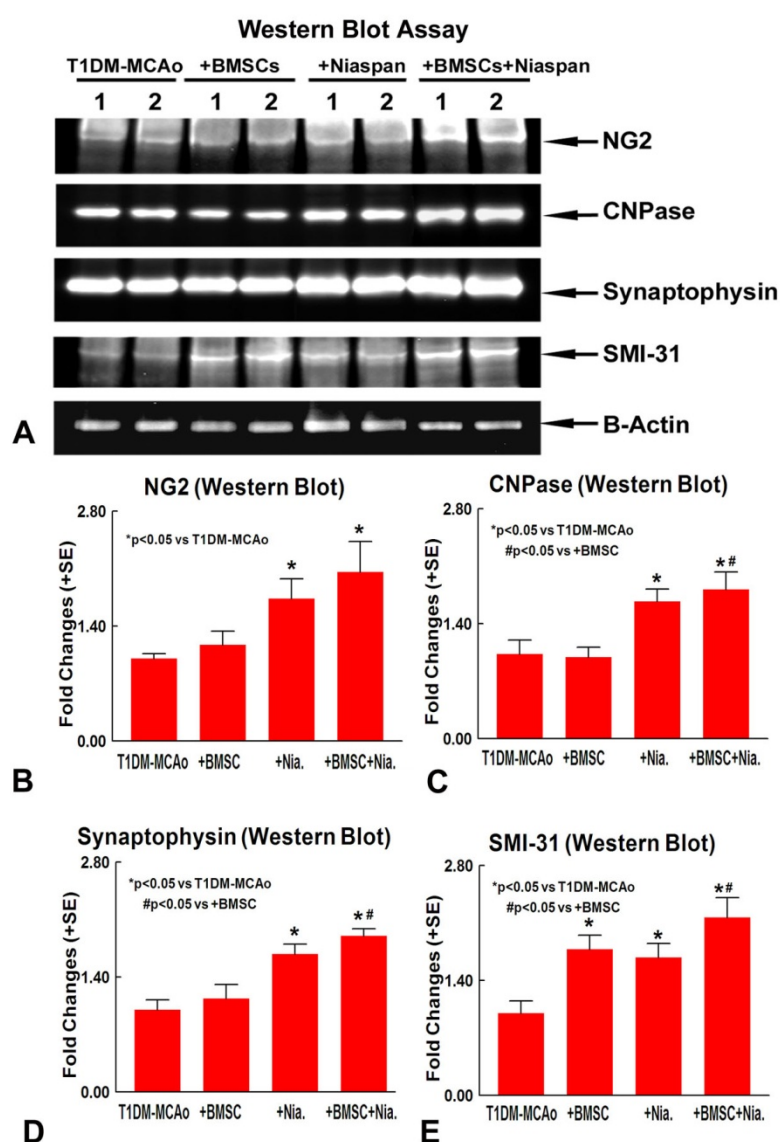 Western Blot Assay
T1DM-MCAo +BMSCs +Niaspan +BMSCs+Niaspan
1 2 1 2 1 2 1 2
NG2
CNPase
Synaptophysin
SMI-31
B-Actin
A
NG2 (Western Blot)
Fold Changes (+SE)
2.80
1.40
0.00
*p<0.05 vs T1DM-MCAo
*
*
T1DM-MCAo +BMSC +Nia. +BMSC+Nia.
B
CNPase (Western Blot)
Fold Changes (+SE)
2.80
1.40
0.00
*p<0.05 vs T1DM-MCAo
#p<0.05 vs +BMSC
*
*#
T1DM-MCAo +BMSC +Nia. +BMSC+Nia.
C
Synaptophysin (Western Blot)
Fold Changes (+SE)
2.80
1.40
0.00
*p<0.05 vs T1DM-MCAo
#p<0.05 vs +BMSC
*
*#
T1DM-MCAo +BMSC +Nia. +BMSC+Nia.
D
SMI-31 (Western Blot)
Fold Changes (+SE)
2.80
1.40
0.00
*p<0.05 vs T1DM-MCAo
#p<0.05 vs +BMSC
*
*
*#
T1DM-MCAo +BMSC +Nia. +BMSC+Nia.
E